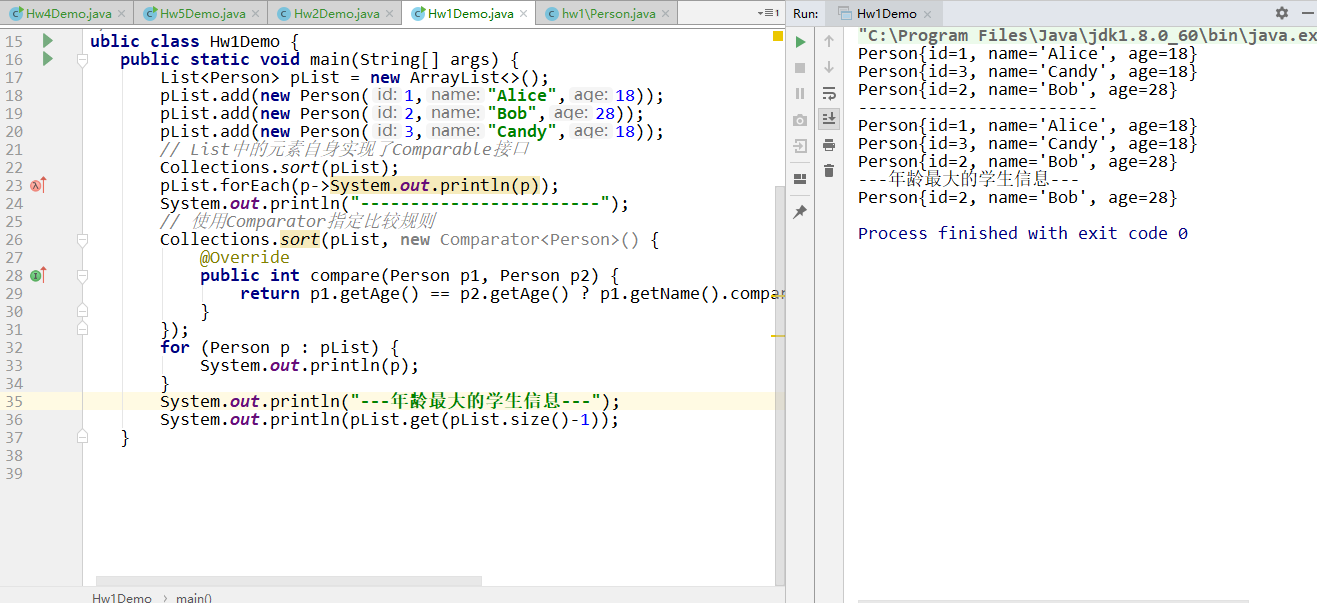 Hw4Demo.java Hw5Demo.java Hw2Demo.java Hw1Demo.java hw1\Person.java 1 Run: Hw1Demo
15 ublic class Hw1Demo {
16 public static void main(String[] args) {
17 List<Person> pList = new ArrayList<>();
18 pList.add(new Person( id: 1, name: "Alice", age: 18));
19 pList.add(new Person( id: 2, name: "Bob", age: 28));
20 pList.add(new Person( id: 3, name: "Candy", age: 18));
21 // List中的元素自身实现了Comparable接口
22 Collections.sort(pList);
23 pList.forEach(p->System.out.println(p));
24 System.out.println("------------------------");
25 // 使用Comparator指定比较规则
26 Collections.sort(pList, new Comparator<Person>() {
27 @Override
28 public int compare(Person p1, Person p2) {
29 return p1.getAge() == p2.getAge() ? p1.getName().compar
30 }
31 });
32 for (Person p : pList) {
33 System.out.println(p);
34 }
35 System.out.println("---年龄最大的学生信息---");
36 System.out.println(pList.get(pList.size()-1));
37 }
38
39
Hw1Demo › main()
"C:\Program Files\Java\jdk1.8.0_60\bin\java.ex
Person{id=1, name='Alice', age=18}
Person{id=3, name='Candy', age=18}
Person{id=2, name='Bob', age=28}
------------------------
Person{id=1, name='Alice', age=18}
Person{id=3, name='Candy', age=18}
Person{id=2, name='Bob', age=28}
---年龄最大的学生信息---
Person{id=2, name='Bob', age=28}
Process finished with exit code 0